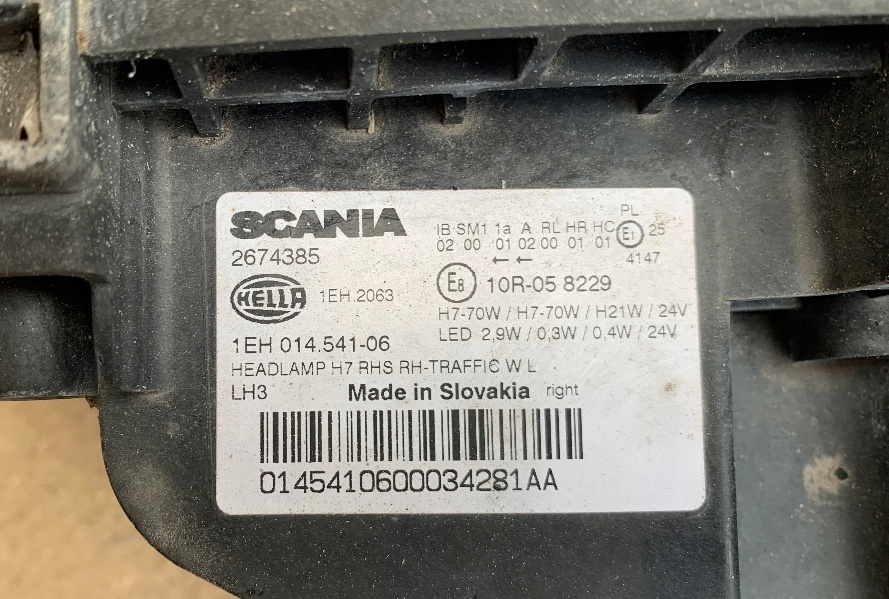 SCANIA
2674385
HELLA 1EH.2063
1EH 014.541-06
HEADLAMP H7 RHS RH-TRAFFIC W L
LH3 Made in Slovakia right
IB SM1 1a A RL HR HC PL
02 00 01 02 00 01 01 E1 25
←← 4147
E8 10R-05 8229
H7-70W / H7-70W / H21W / 24V
LED 2,9W / 0,3W / 0,4W / 24V
0145410600034281AA